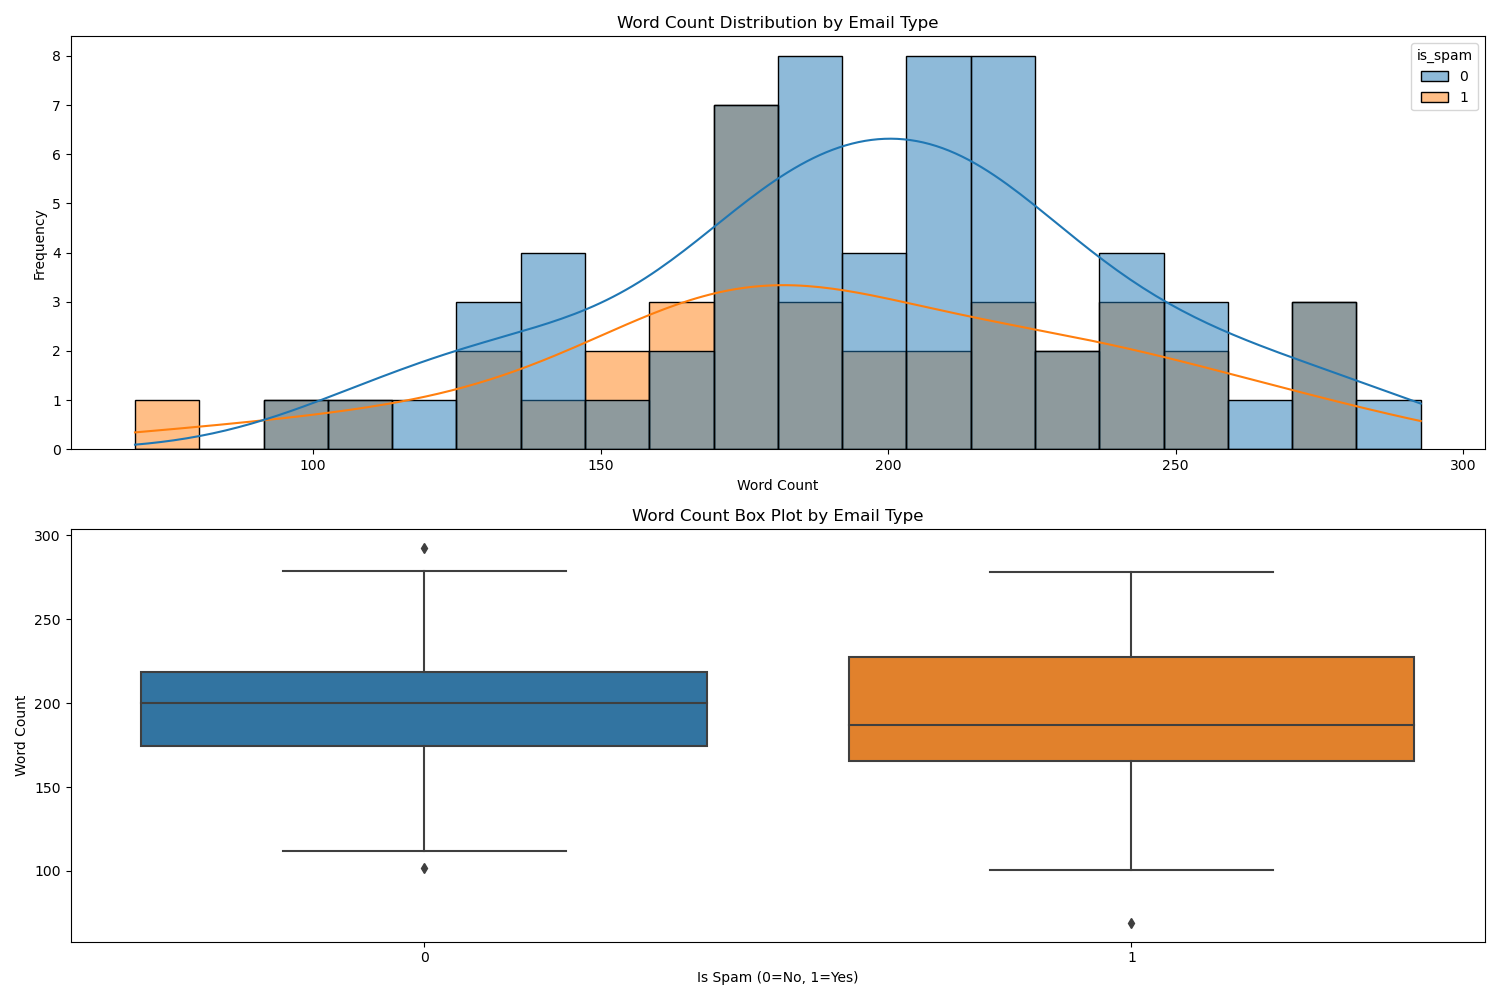 Word Count Distribution by Email Type
is_spam
0
1
8
7
6
5
4
3
2
1
0
Frequency
100 150 200 250 300
Word Count
Word Count Box Plot by Email Type
300
250
200
150
100
Word Count
0 1
Is Spam (0=No, 1=Yes)